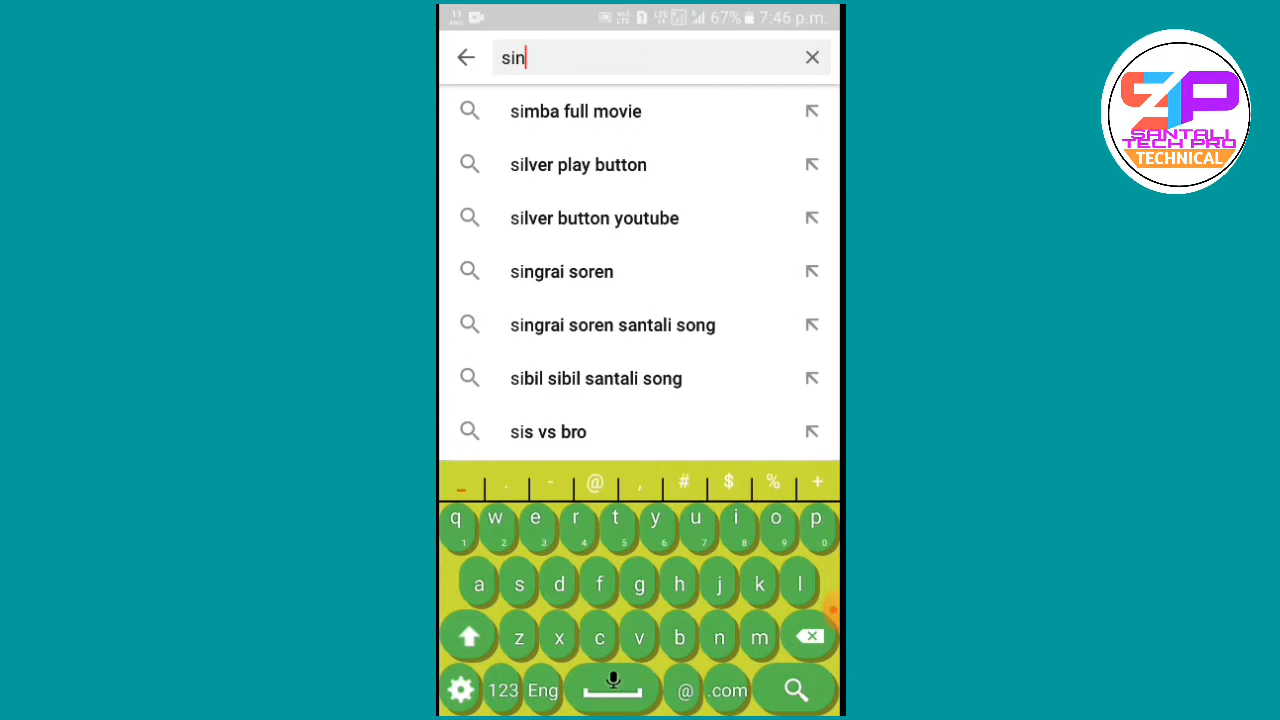 67% 7:46 p.m.
sin
simba full movie
silver play button
silver button youtube
singrai soren
singrai soren santali song
sibil sibil santali song
sis vs bro
_ . - @ , # $ % +
q w e r t y u i o p
1 2 3 4 5 6 7 8 9 0
a s d f g h j k l
z x c v b n m
123 Eng @ .com
SP
SANTALI
TECH PRO
TECHNICAL